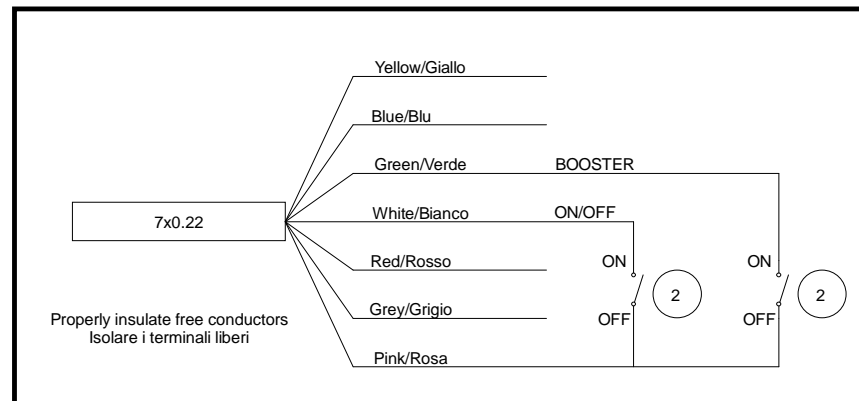 Yellow/Giallo
Blue/Blu
Green/Verde BOOSTER
7x0.22
White/Bianco ON/OFF
Red/Rosso ON ON
2 2
Grey/Grigio OFF OFF
Properly insulate free conductors
Isolare i terminali liberi
Pink/Rosa